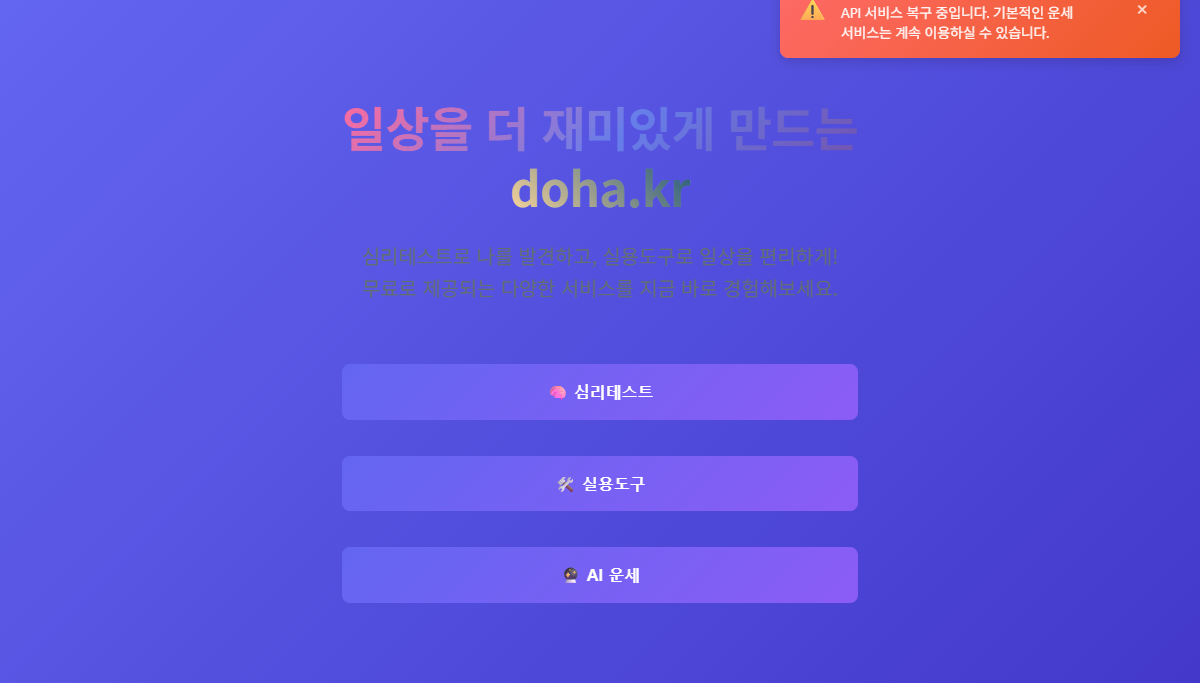 API 서비스 복구 중입니다. 기본적인 운세
서비스는 계속 이용하실 수 있습니다.
일상을 더 재미있게 만드는
doha.kr
심리테스트로 나를 발견하고, 실용도구로 일상을 편리하게!
무료로 제공되는 다양한 서비스를 지금 바로 경험해보세요.
심리테스트
실용도구
AI 운세